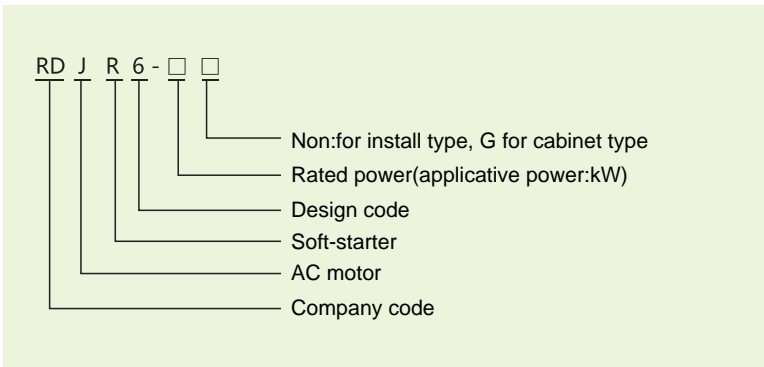 RD J R 6 - □ □
Non:for install type, G for cabinet type
Rated power(applicative power:kW)
Design code
Soft-starter
AC motor
Company code